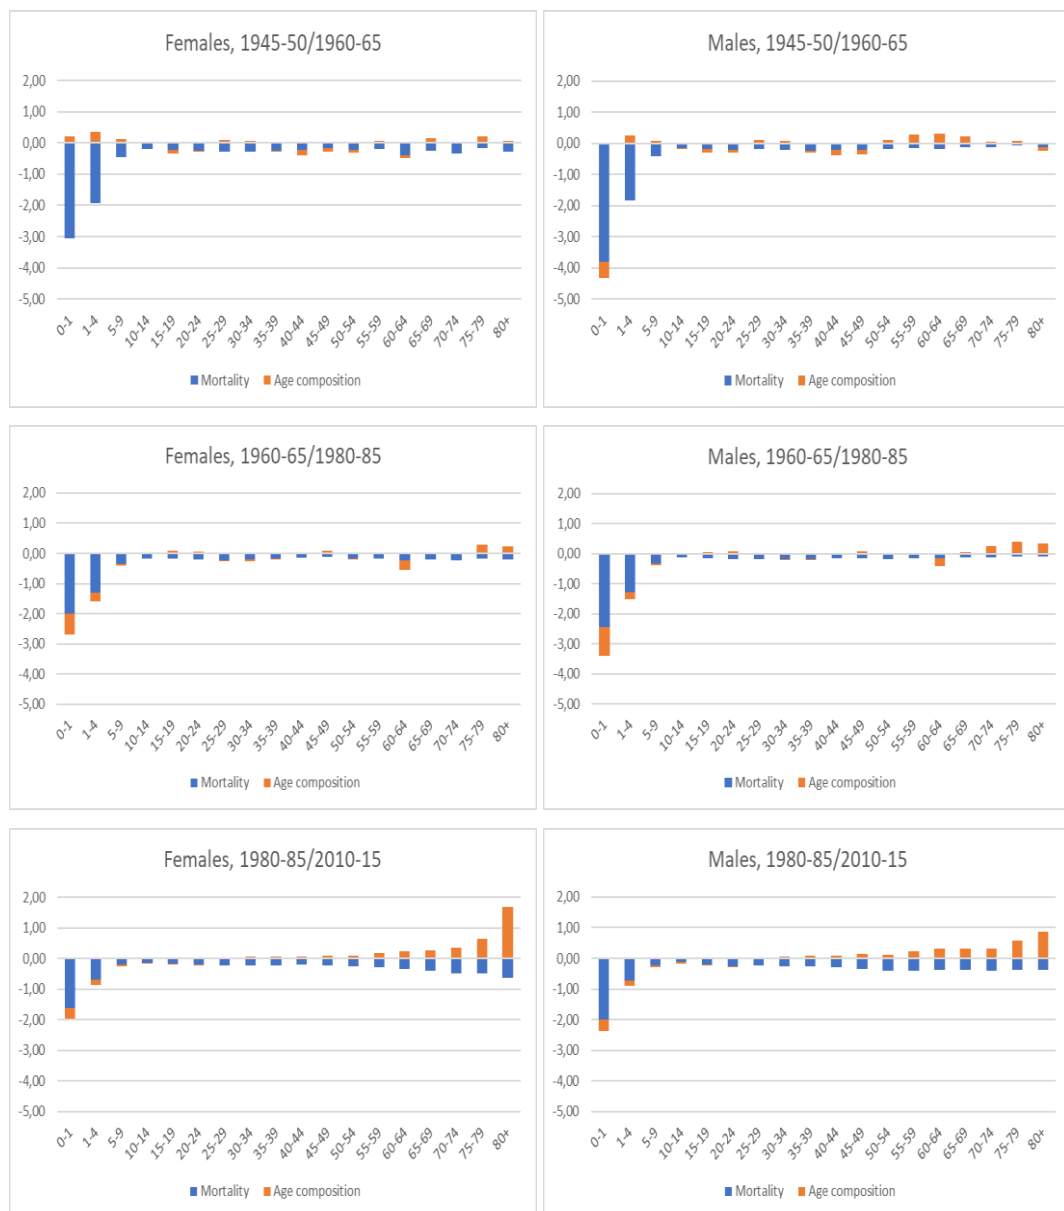 Females, 1945-50/1960-65
2,00
1,00
0,00
-1,00
-2,00
-3,00
-4,00
-5,00
0-1 1-4 5-9 10-14 15-19 20-24 25-29 30-34 35-39 40-44 45-49 50-54 55-59 60-64 65-69 70-74 75-79 80+
Mortality Age composition
Males, 1945-50/1960-65
2,00
1,00
0,00
-1,00
-2,00
-3,00
-4,00
-5,00
0-1 1-4 5-9 10-14 15-19 20-24 25-29 30-34 35-39 40-44 45-49 50-54 55-59 60-64 65-69 70-74 75-79 80+
Mortality Age composition
Females, 1960-65/1980-85
2,00
1,00
0,00
-1,00
-2,00
-3,00
-4,00
-5,00
0-1 1-4 5-9 10-14 15-19 20-24 25-29 30-34 35-39 40-44 45-49 50-54 55-59 60-64 65-69 70-74 75-79 80+
Mortality Age composition
Males, 1960-65/1980-85
2,00
1,00
0,00
-1,00
-2,00
-3,00
-4,00
-5,00
0-1 1-4 5-9 10-14 15-19 20-24 25-29 30-34 35-39 40-44 45-49 50-54 55-59 60-64 65-69 70-74 75-79 80+
Mortality Age composition
Females, 1980-85/2010-15
2,00
1,00
0,00
-1,00
-2,00
-3,00
-4,00
-5,00
0-1 1-4 5-9 10-14 15-19 20-24 25-29 30-34 35-39 40-44 45-49 50-54 55-59 60-64 65-69 70-74 75-79 80+
Mortality Age composition
Males, 1980-85/2010-15
2,00
1,00
0,00
-1,00
-2,00
-3,00
-4,00
-5,00
0-1 1-4 5-9 10-14 15-19 20-24 25-29 30-34 35-39 40-44 45-49 50-54 55-59 60-64 65-69 70-74 75-79 80+
Mortality Age composition